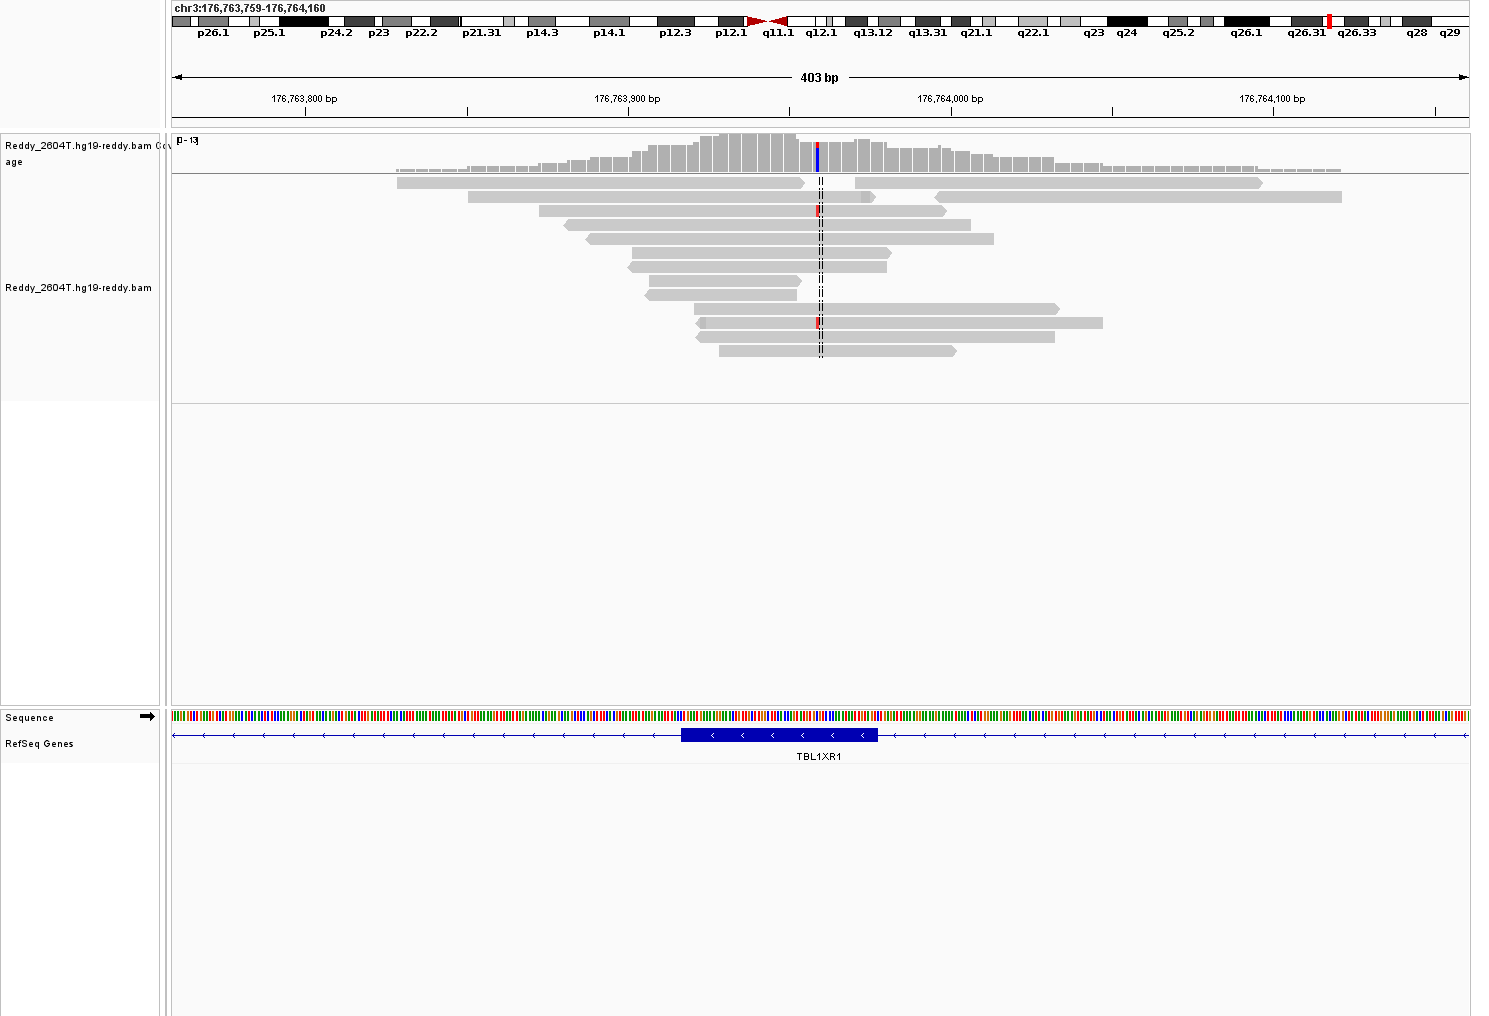 chr3:176,763,759-176,764,160
p26.1 p25.1 p24.2 p23 p22.2 p21.31 p14.3 p14.1 p12.3 p12.1 q11.1 q12.1 q13.12 q13.31 q21.1 q22.1 q23 q24 q25.2 q26.1 q26.31 q26.33 q28 q29
403 bp
176,763,800 bp 176,763,900 bp 176,764,000 bp 176,764,100 bp
Reddy_2604T.hg19-reddy.bam Cov
age
[0 - 13]
Reddy_2604T.hg19-reddy.bam
Sequence
RefSeq Genes
TBL1XR1